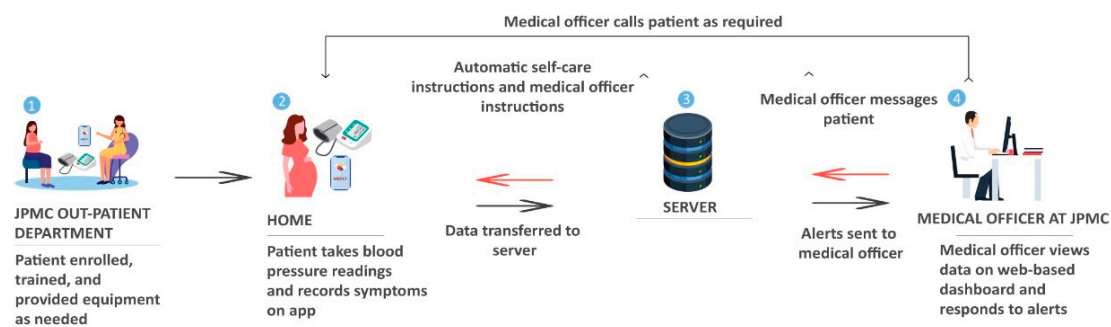 Medical officer calls patient as required
Automatic self-care
instructions and medical officer
instructions
Medical officer messages
patient
1
2
3
4
JPMC OUT-PATIENT
DEPARTMENT
Patient enrolled,
trained, and
provided equipment
as needed
HOME
Patient takes blood
pressure readings
and records symptoms
on app
Data transferred to
server
SERVER
Alerts sent to
medical officer
MEDICAL OFFICER AT JPMC
Medical officer views
data on web-based
dashboard and
responds to alerts